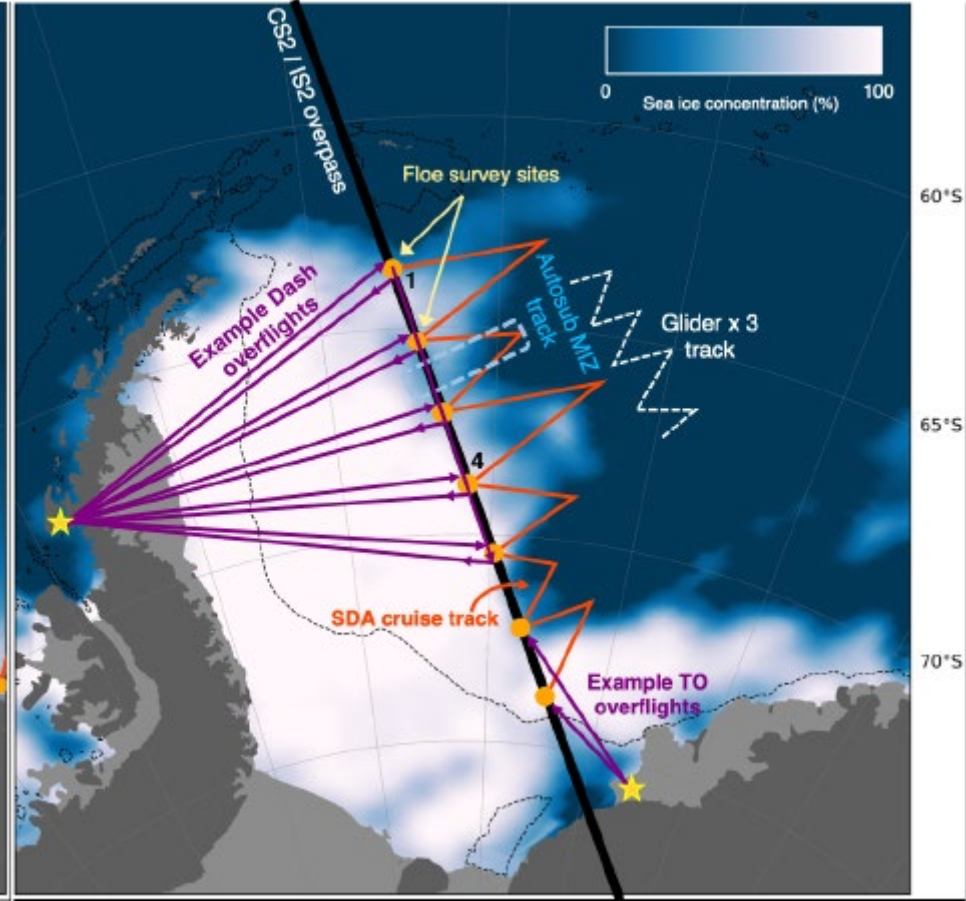 CS2 / IS2 overpass
0
100
Sea ice concentration (%)
Floe survey sites
60°S
1
Example Dash
overflights
Autosub MIZ
track
Glider x 3
track
65°S
4
SDA cruise track
70°S
Example TO
overflights